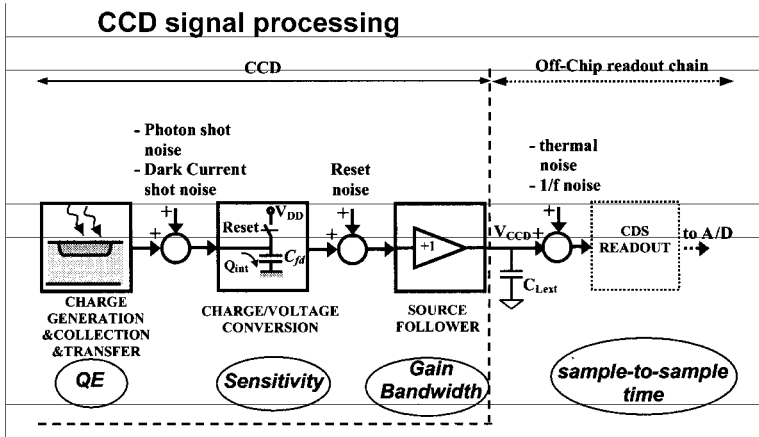 CCD signal processing
CCD
Off-Chip readout chain
- Photon shot
noise
- Dark Current
shot noise
Reset
noise
- thermal
noise
- 1/f noise
+
+
Reset
VDD
Qint
Cfd
+
+
+1
VCCD
+
+
CLext
CDS
READOUT
to A/D
CHARGE
GENERATION
&COLLECTION
&TRANSFER
CHARGE/VOLTAGE
CONVERSION
SOURCE
FOLLOWER
QE
Sensitivity
Gain
Bandwidth
sample-to-sample
time